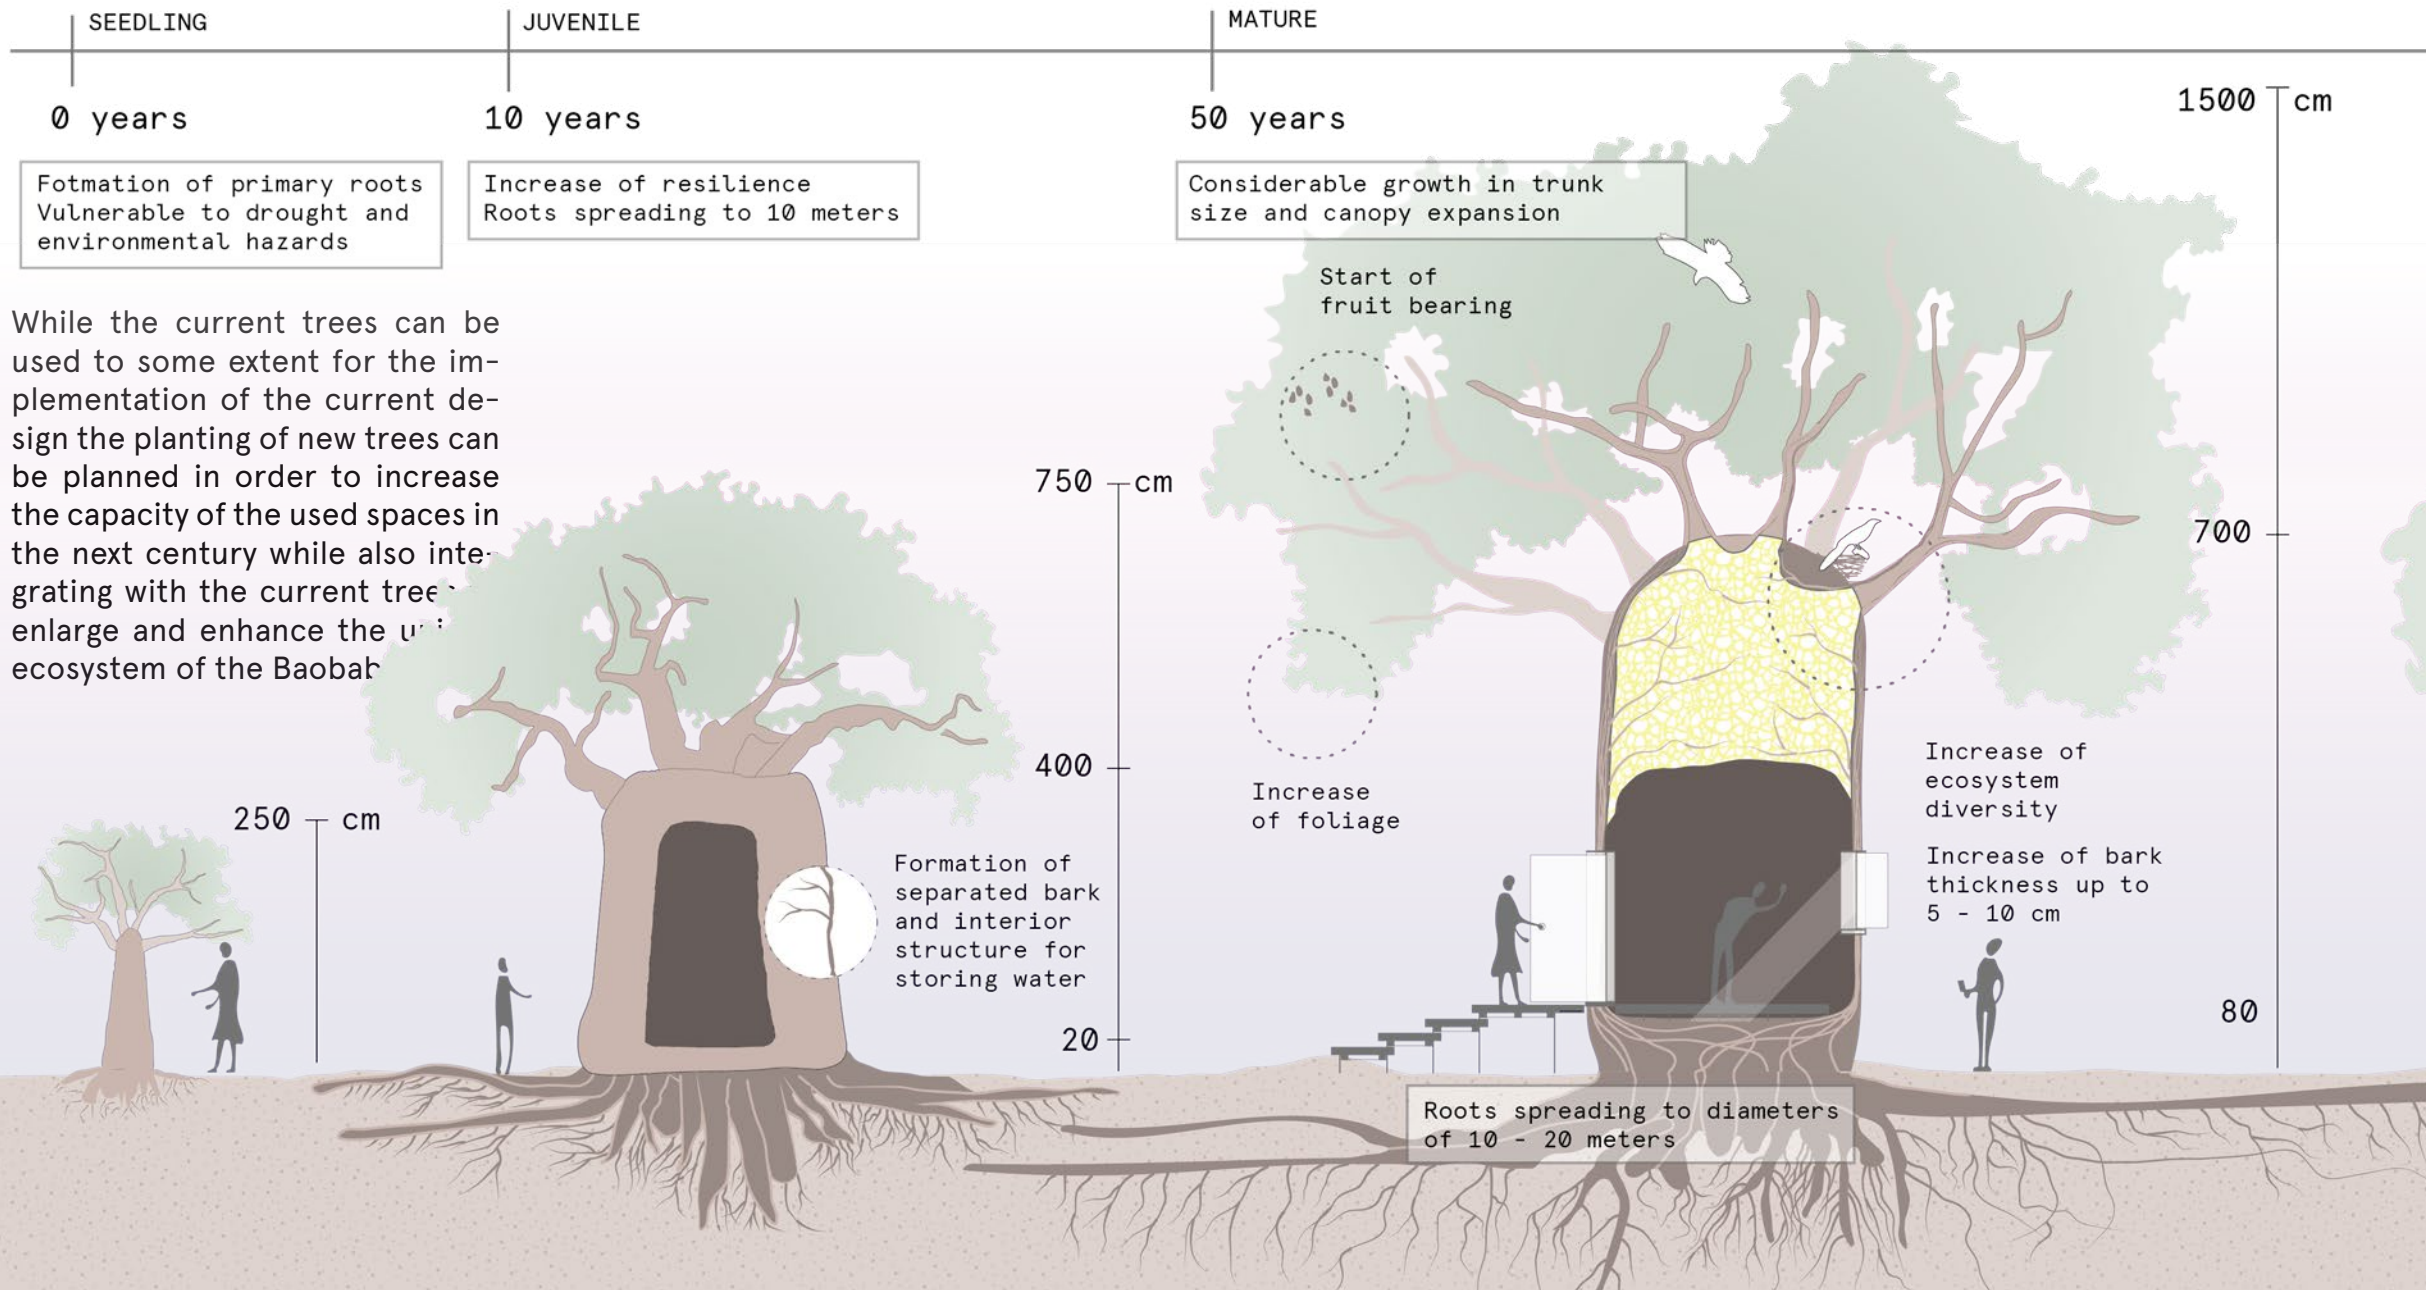 SEEDLING
JUVENILE
MATURE
0 years
10 years
50 years
Fotmation of primary roots
Vulnerable to drought and
environmental hazards
Increase of resilience
Roots spreading to 10 meters
Considerable growth in trunk
size and canopy expansion
While the current trees can be
used to some extent for the im-
plementation of the current de-
sign the planting of new trees can
be planned in order to increase
the capacity of the used spaces in
the next century while also inte-
grating with the current
enlarge and enhance the
ecosystem of the Baobab
250 cm
750 cm
400
20
Formation of
separated bark
and interior
structure for
storing water
Start of
fruit bearing
Increase
of foliage
Increase of
ecosystem
diversity
Increase of bark
thickness up to
5 - 10 cm
Roots spreading to diameters
of 10 - 20 meters
1500 cm
700
80